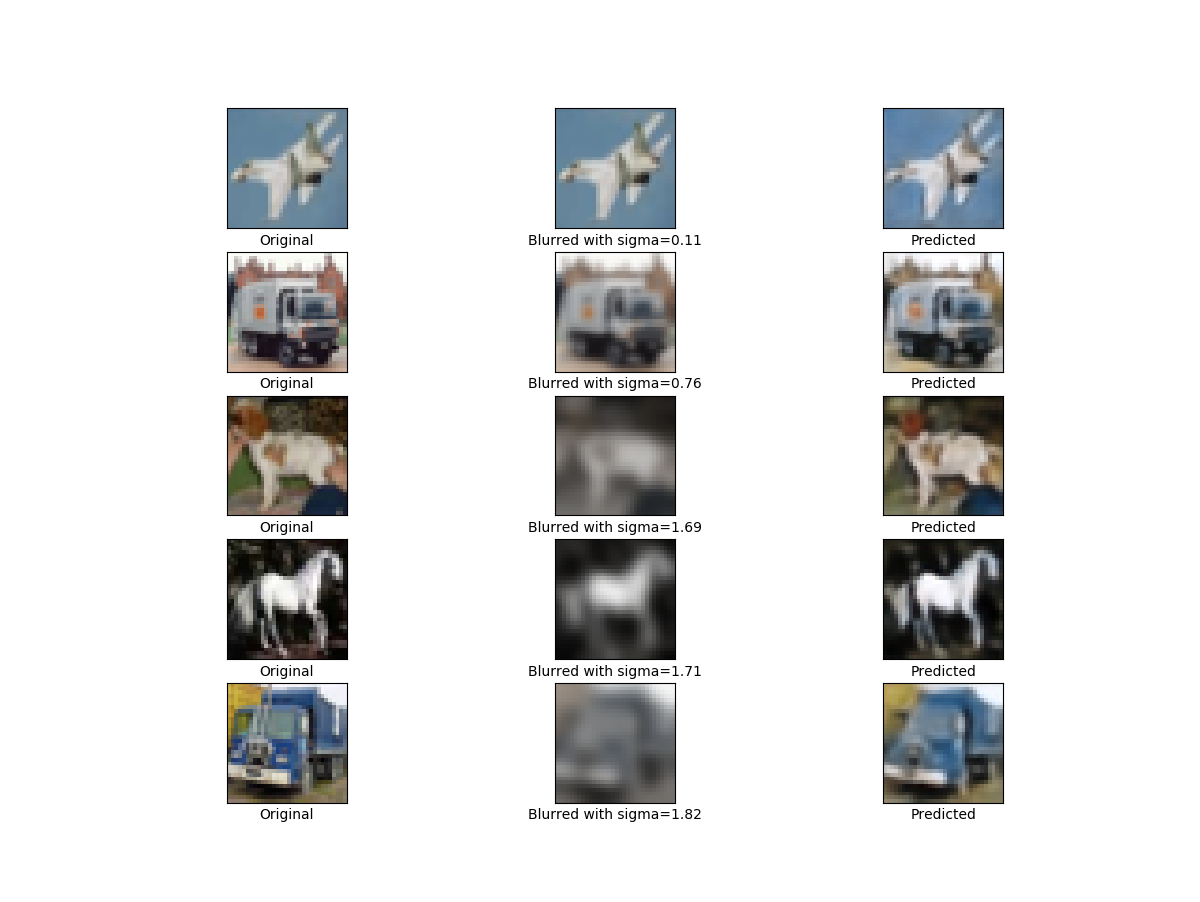 Original
Blurred with sigma=0.11
Predicted
Original
Blurred with sigma=0.76
Predicted
Original
Blurred with sigma=1.69
Predicted
Original
Blurred with sigma=1.71
Predicted
Original
Blurred with sigma=1.82
Predicted